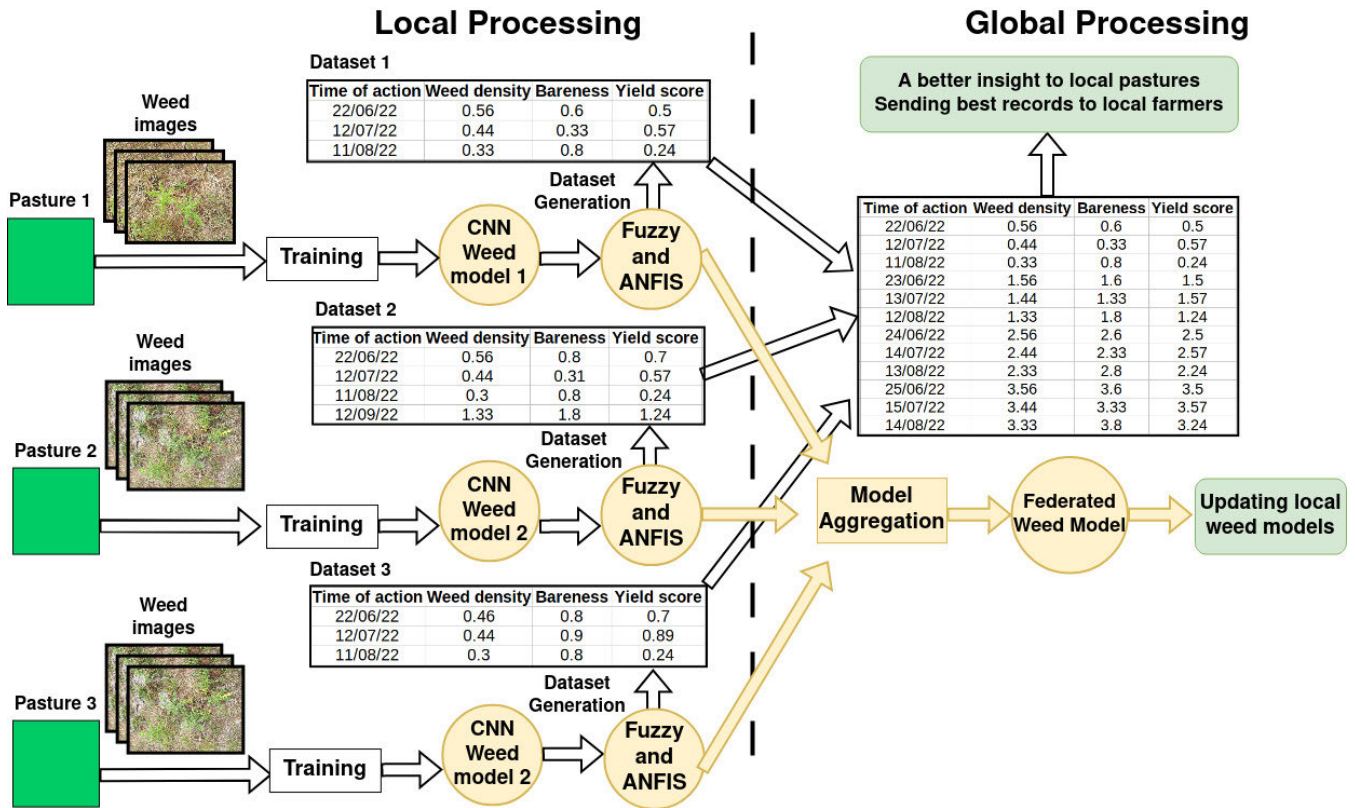 Local Processing
Global Processing
Dataset 1
Time of action Weed density Bareness Yield score
22/06/22 0.56 0.6 0.5
12/07/22 0.44 0.33 0.57
11/08/22 0.33 0.8 0.24
A better insight to local pastures
Sending best records to local farmers
Weed
images
Pasture 1
Training
CNN
Weed
model 1
Dataset
Generation
Fuzzy
and
ANFIS
Time of action Weed density Bareness Yield score
22/06/22 0.56 0.6 0.5
12/07/22 0.44 0.33 0.57
11/08/22 0.33 0.8 0.24
23/06/22 1.56 1.6 1.5
13/07/22 1.44 1.33 1.57
12/08/22 1.33 1.8 1.24
24/06/22 2.56 2.6 2.5
14/07/22 2.44 2.33 2.57
13/08/22 2.33 2.8 2.24
25/06/22 3.56 3.6 3.5
15/07/22 3.44 3.33 3.57
14/08/22 3.33 3.8 3.24
Dataset 2
Time of action Weed density Bareness Yield score
22/06/22 0.56 0.8 0.7
12/07/22 0.44 0.31 0.57
11/08/22 0.3 0.8 0.24
12/09/22 1.33 1.8 1.24
Weed
images
Pasture 2
Training
CNN
Weed
model 2
Dataset
Generation
Fuzzy
and
ANFIS
Model
Aggregation
Federated
Weed Model
Updating local
weed models
Dataset 3
Time of action Weed density Bareness Yield score
22/06/22 0.46 0.8 0.7
12/07/22 0.44 0.9 0.89
11/08/22 0.3 0.8 0.24
Weed
images
Pasture 3
Training
CNN
Weed
model 2
Dataset
Generation
Fuzzy
and
ANFIS